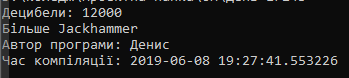 Децибели: 12000
Більше Jackhammer
Автор програми: Денис
Час компіляції: 2019-06-08 19:27:41.553226